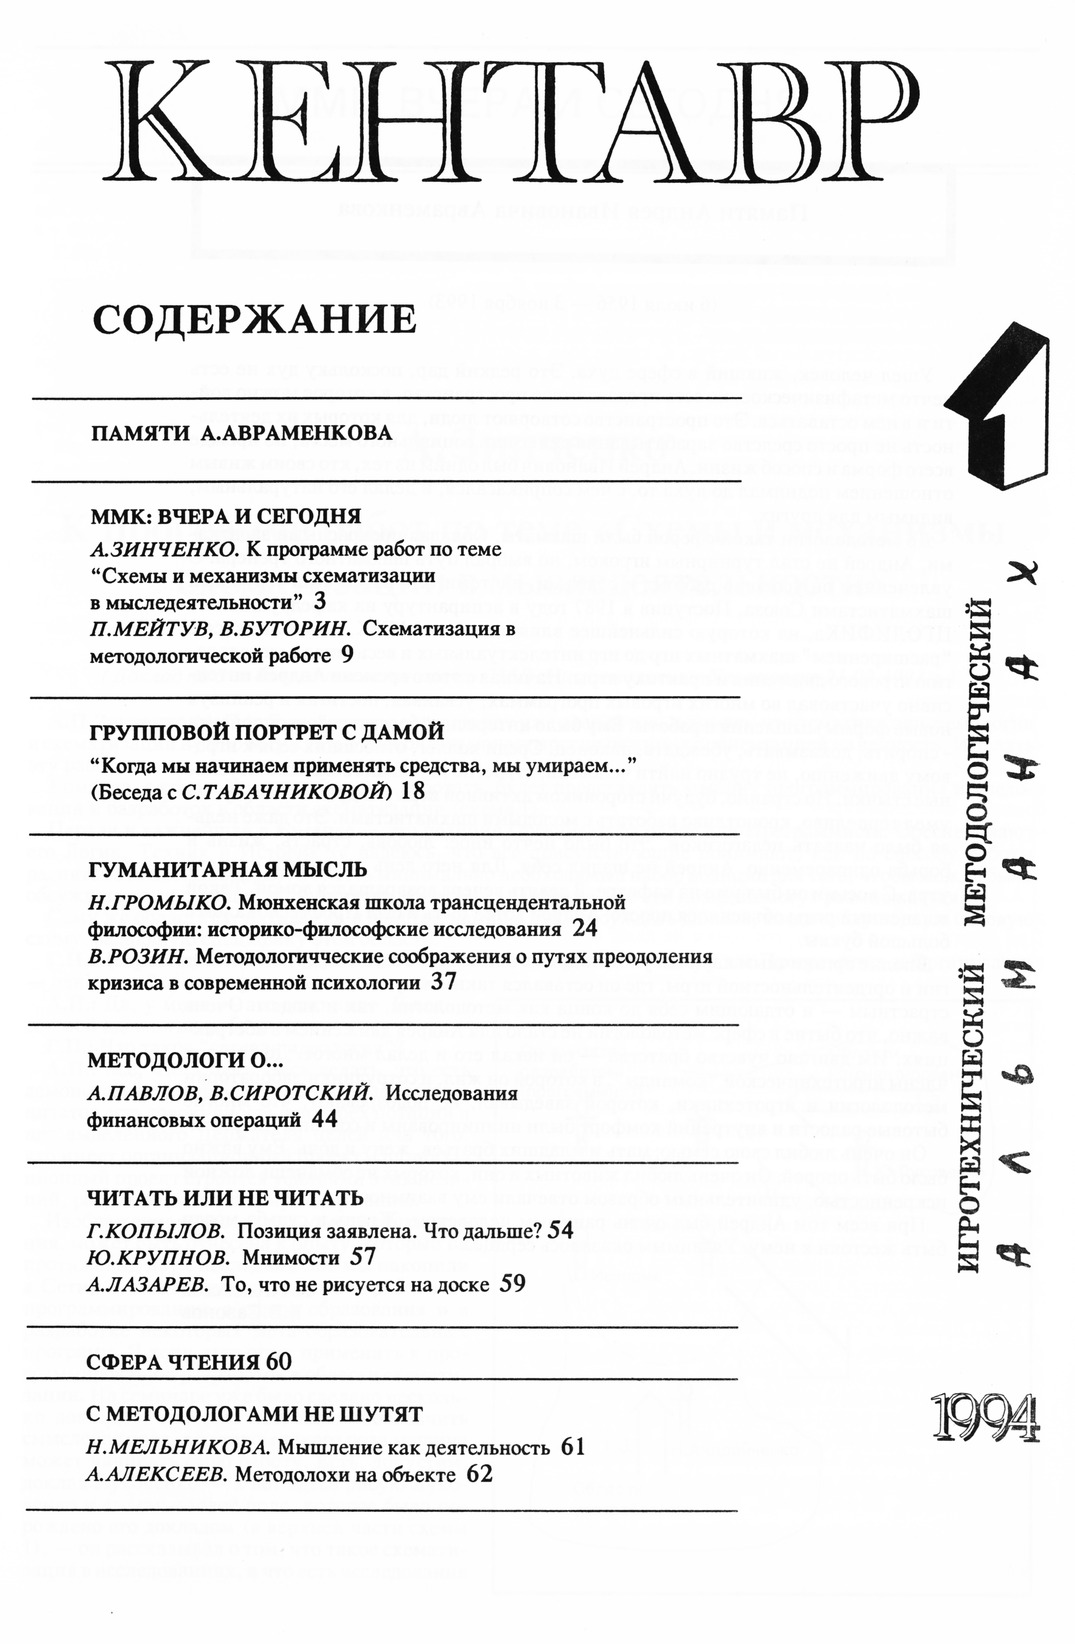 КЕНТАВР
СОДЕРЖАНИЕ
ПАМЯТИ А.АВРАМЕНКОВА
ММК: ВЧЕРА И СЕГОДНЯ
А.ЗИНЧЕНКО. К программе работ по теме
“Схемы и механизмы схематизации
в мыследеятельности” 3
П.МЕЙТУВ, В.БУТОРИН. Схематизация в
методологической работе 9
ГРУППОВОЙ ПОРТРЕТ С ДАМОЙ
“Когда мы начинаем применять средства, мы умираем...”
(Беседа с С.ТАБАЧНИКОВОЙ) 18
ГУМАНИТАРНАЯ МЫСЛЬ
Н.ГРОМЫКО. Мюнхенская школа трансцендентальной
философии: историко-философские исследования 24
В.РОЗИН. Методологичческие соображения о путях преодоления
кризиса в современной психологии 37
МЕТОДОЛОГИ О...
А.ПАВЛОВ, В.СИРОТСКИЙ. Исследования
финансовых операций 44
ЧИТАТЬ ИЛИ НЕ ЧИТАТЬ
Г.КОПЫЛОВ. Позиция заявлена. Что дальше? 54
Ю.КРУПНОВ. Мнимости 57
А.ЛАЗАРЕВ. То, что не рисуется на доске 59
СФЕРА ЧТЕНИЯ 60
С МЕТОДОЛОГАМИ НЕ ШУТЯТ
Н.МЕЛЬНИКОВА. Мышление как деятельность 61
А.АЛЕКСЕЕВ. Методолохи на объекте 62
1
ИГРОТЕХНИЧЕСКИЙ МЕТОДОЛОГИЧЕСКИЙ
АЛЬМАНАХ
1994